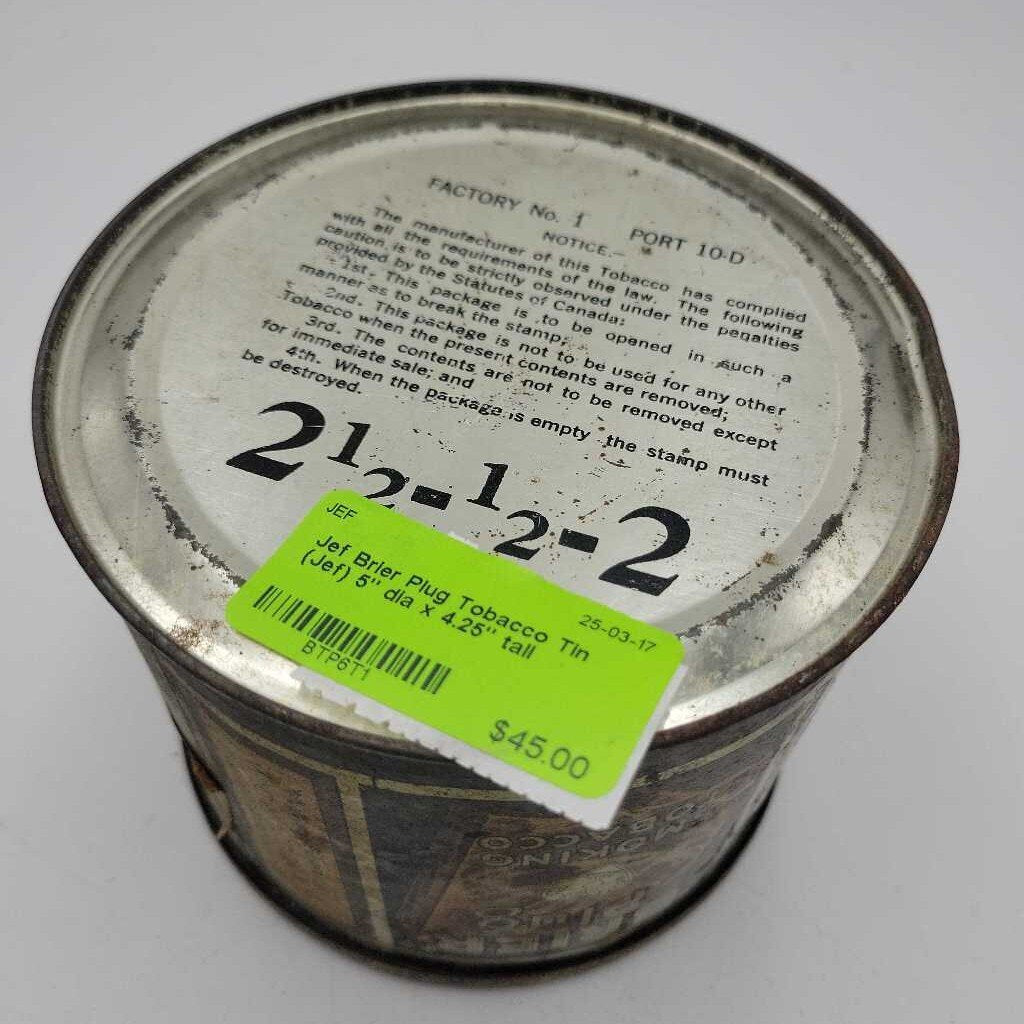 FACTORY No. 1 PORT 10-D
NOTICE.-
The manufacturer of this Tobacco has complied
with all the requirements of the law. The following
caution is to be strictly observed under the penalties
provided by the Statutes of Canada:
1st. This package is to be opened in such a
manner as to break the stamp;
2nd. This package is not to be used for any other
Tobacco when the present contents are removed;
3rd. The contents are not to be removed except
for immediate sale; and
4th. When the package is empty the stamp must
be destroyed.
2 1/2 - 1/2 - 2
JEF
25-03-17
Jef Brier Plug Tobacco Tin
(Jef) 5" dia x 4.25" tall
BTP6T1
$45.00
SMOKING
TOBACCO